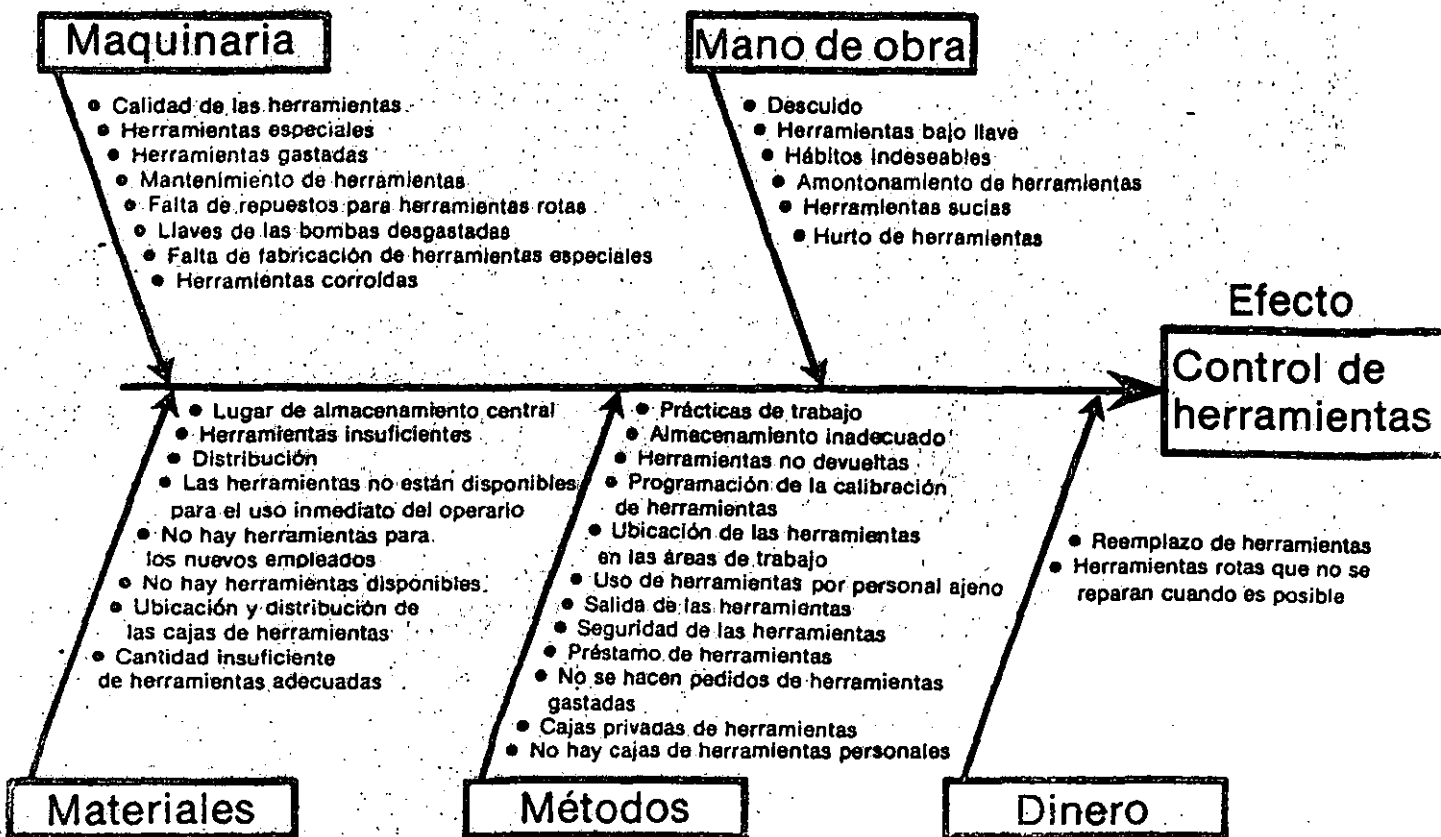 Maquinaria
• Calidad de las herramientas
• Herramientas especiales
• Herramientas gastadas
• Mantenimiento de herramientas
• Falta de repuestos para herramientas rotas
• Llaves de las bombas desgastadas
• Falta de fabricación de herramientas especiales
• Herramientas corroídas
Mano de obra
• Descuido
• Herramientas bajo llave
• Hábitos indeseables
• Amontonamiento de herramientas
• Herramientas sucias
• Hurto de herramientas
Efecto
Control de
herramientas
• Lugar de almacenamiento central
• Herramientas insuficientes
• Distribución
• Las herramientas no están disponibles
para el uso inmediato del operario
• No hay herramientas para
los nuevos empleados
• No hay herramientas disponibles.
• Ubicación y distribución de
las cajas de herramientas
• Cantidad insuficiente
de herramientas adecuadas
Materiales
• Prácticas de trabajo
• Almacenamiento inadecuado
• Herramientas no devueltas
• Programación de la calibración
de herramientas
• Ubicación de las herramientas
en las áreas de trabajo
• Uso de herramientas por personal ajeno
• Salida de las herramientas
• Seguridad de las herramientas
• Préstamo de herramientas
• No se hacen pedidos de herramientas
gastadas
• Cajas privadas de herramientas
• No hay cajas de herramientas personales
Métodos
• Reemplazo de herramientas
• Herramientas rotas que no se
reparan cuando es posible
Dinero